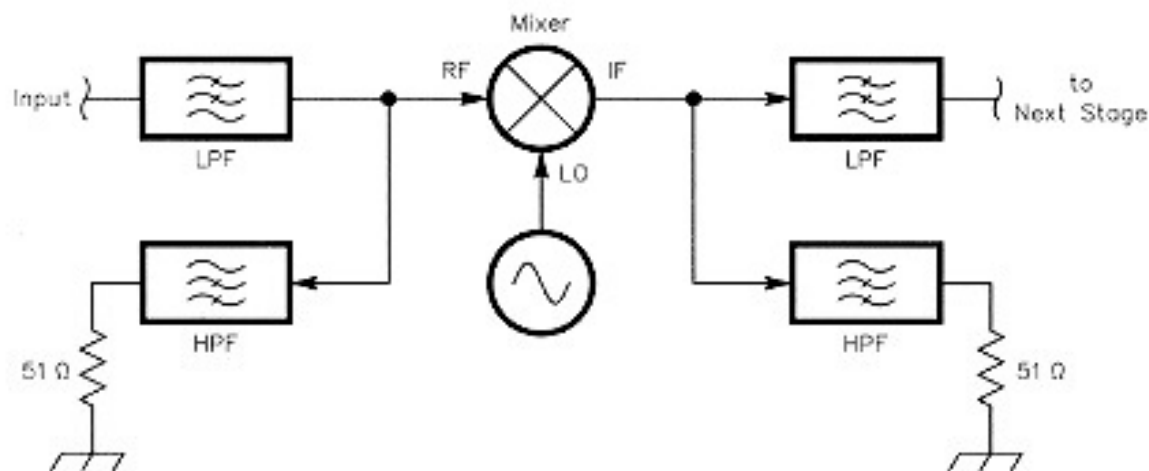 Mixer
Input
RF
IF
to
Next Stage
LPF
LPF
LO
HPF
HPF
51 Ω
51 Ω